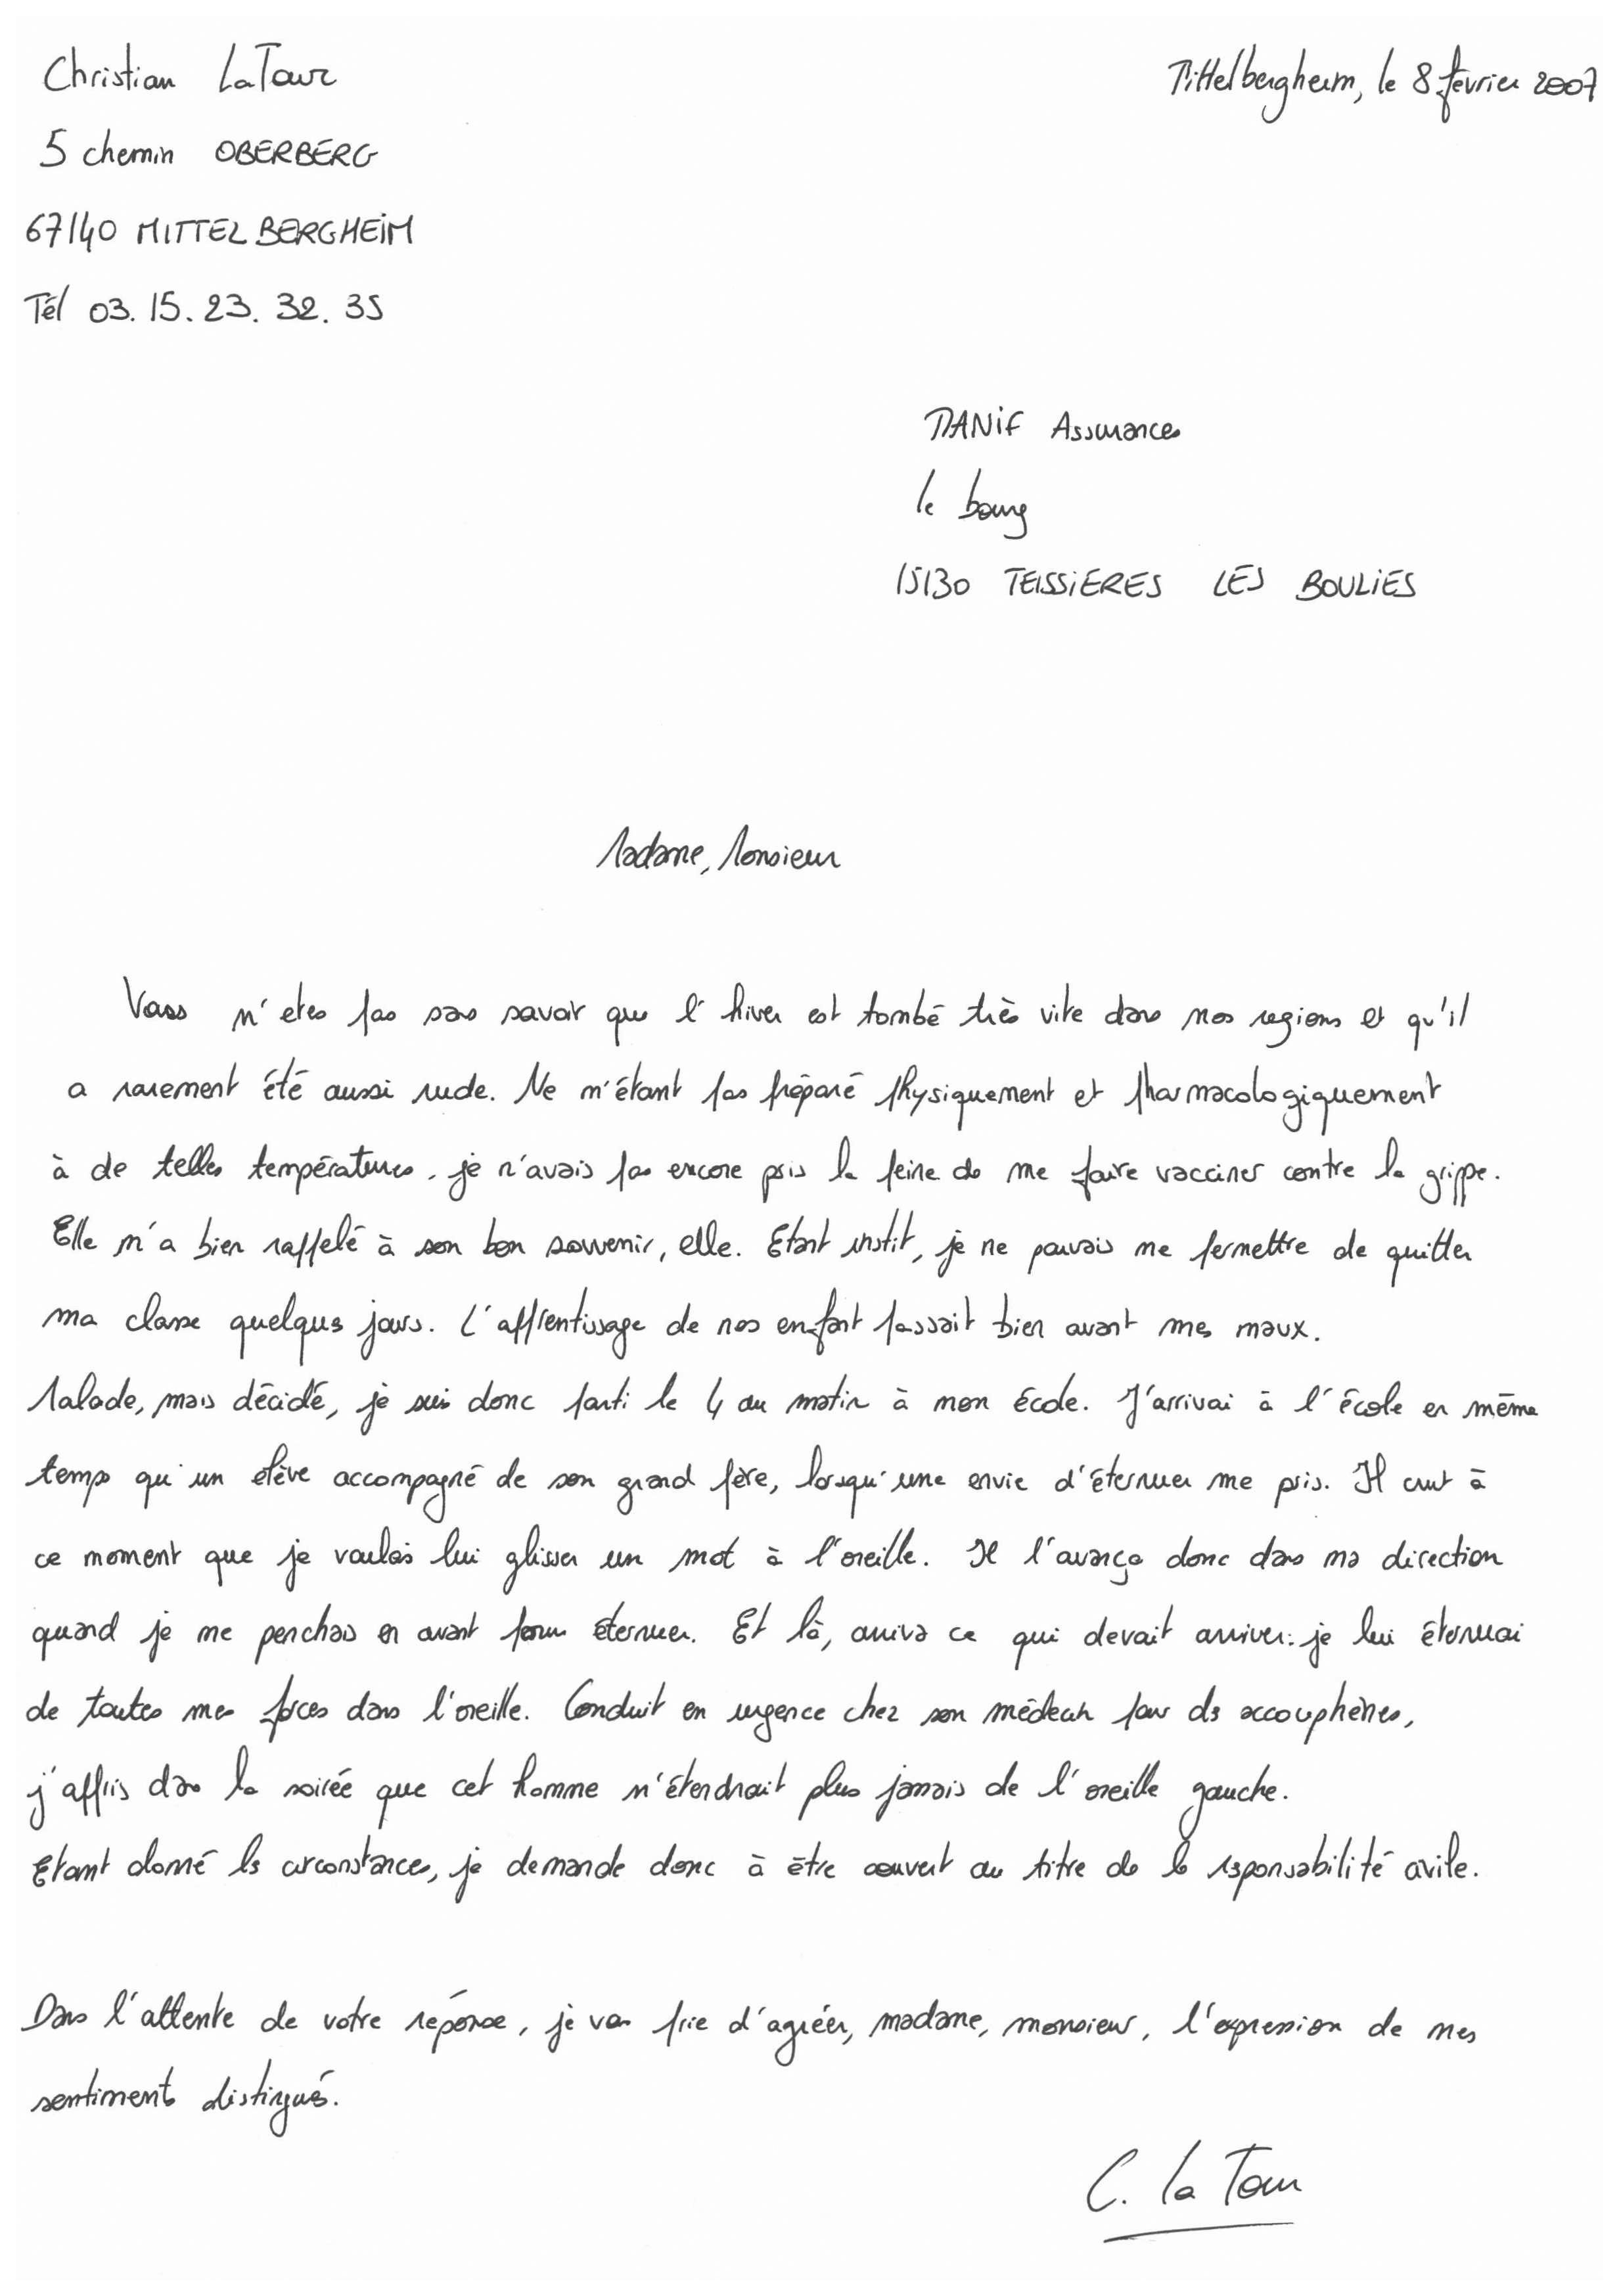 Christian LaTour
Mittelbergheim, le 8 février 2007
5 chemin OBERBERG
67140 MITTELBERGHEIM
Tél 03.15.23.32.35
MANIF Assurances
le bourg
15130 TEISSIERES LES BOULIES
Madame, Monsieur
Vous n'etes pas sans savoir que l'hiver est tombé très vite dans nos regions et qu'il
a rarement été aussi rude. Ne m'étant pas préparé physiquement et pharmacologiquement
à de telles températures, je n'avais pas encore pris la peine de me faire vacciner contre la grippe.
Elle m'a bien rappelé à son bon souvenir, elle. Etant instit, je ne pouvais me permettre de quitter
ma classe quelques jours. L'apprentissage de nos enfant passait bien avant mes maux.
Malade, mais décidé, je suis donc parti le 4 au matin à mon école. J'arrivai à l'école en même
temps qu'un élève accompagné de son grand père, lorsqu'une envie d'éternuer me pris. Il crut à
ce moment que je voulais lui glisser un mot à l'oreille. Il l'avança donc dans ma direction
quand je me penchais en avant pour éternuer. Et là, arriva ce qui devait arriver: je lui éternuai
de toutes mes forces dans l'oreille. Conduit en urgence chez son médecin pour des accouphènes,
j'appris dans la soirée que cet homme n'étendrait plus jamais de l'oreille gauche.
Etant donné les circonstances, je demande donc à être couvert au titre de la responsabilité civile.
Dans l'attente de votre réponse, je vous prie d'agréer, madame, monsieur, l'expression de mes
sentiments distingués.
C. La Tour